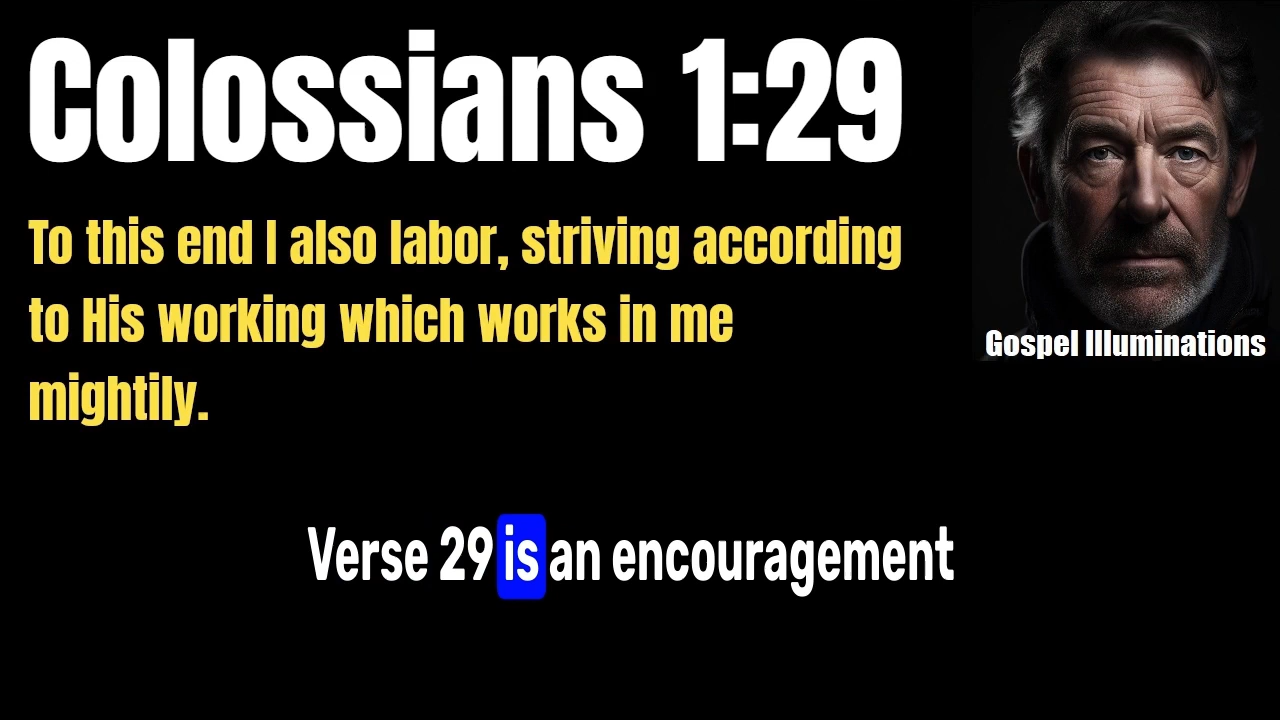 Colossians 1:29
To this end I also labor, striving according
to His working which works in me
mightily.
Gospel Illuminations
Verse 29 is an encouragement